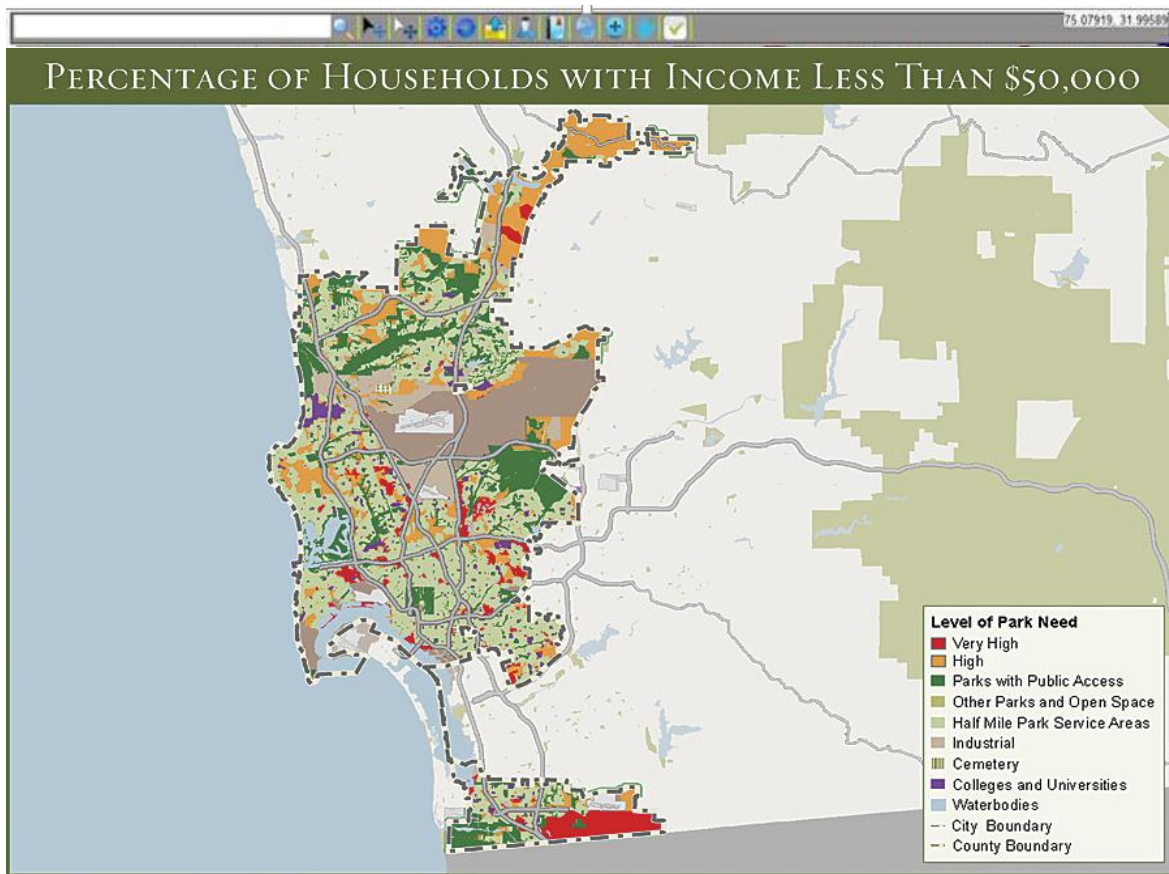 75.07919, 31.99589
PERCENTAGE OF HOUSEHOLDS WITH INCOME LESS THAN $50,000
Level of Park Need
Very High
High
Parks with Public Access
Other Parks and Open Space
Half Mile Park Service Areas
Industrial
Cemetery
Colleges and Universities
Waterbodies
City Boundary
County Boundary